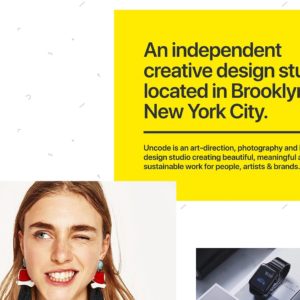 An independent
creative design stu
located in Brooklyn
New York City.
Uncode is an art-direction, photography and
design studio creating beautiful, meaningful a
sustainable work for people, artists & brands.